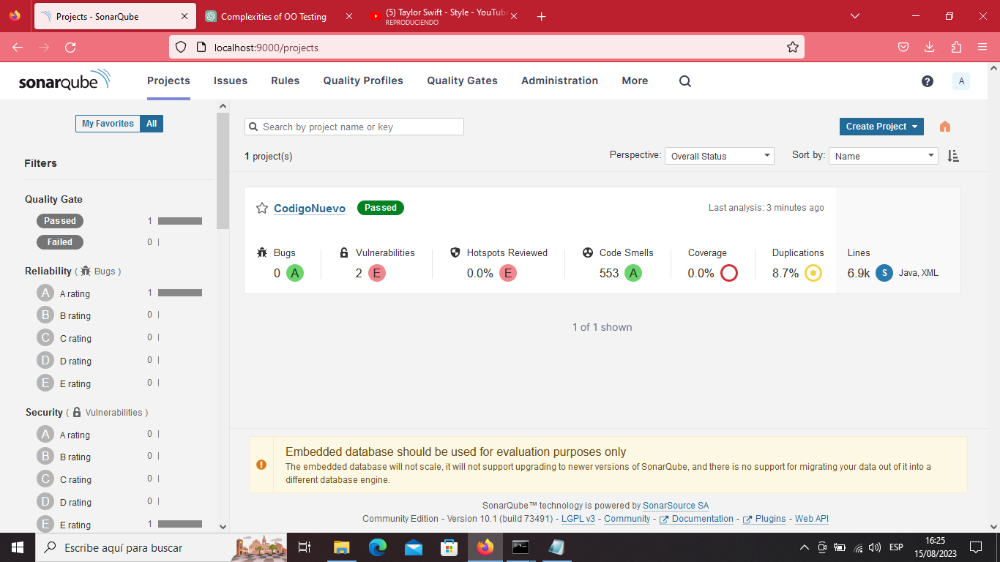 Projects - SonarQube
Complexities of OO Testing
(5) Taylor Swift - Style - YouTube
REPRODUCIENDO
localhost:9000/projects
sonarqube
Projects
Issues
Rules
Quality Profiles
Quality Gates
Administration
More
A
My Favorites
All
Filters
Quality Gate
Passed
1
Failed
0
Reliability ( Bugs )
A A rating 1
B B rating 0
C C rating 0
D D rating 0
E E rating 0
Security ( Vulnerabilities )
A A rating 0
B B rating 0
C C rating 0
D D rating 0
E E rating 1
Search by project name or key
Create Project
1 project(s)
Perspective: Overall Status
Sort by: Name
CodigoNuevo
Passed
Last analysis: 3 minutes ago
Bugs
0 A
Vulnerabilities
2 E
Hotspots Reviewed
0.0% E
Code Smells
553 A
Coverage
0.0%
Duplications
8.7%
Lines
6.9k S Java, XML
1 of 1 shown
Embedded database should be used for evaluation purposes only
The embedded database will not scale, it will not support upgrading to newer versions of SonarQube, and there is no support for migrating your data out of it into a
different database engine.
SonarQube™ technology is powered by SonarSource SA
Community Edition - Version 10.1 (build 73491) - LGPL v3 - Community - Documentation - Plugins - Web API
Escribe aquí para buscar
ESP
16:25
15/08/2023